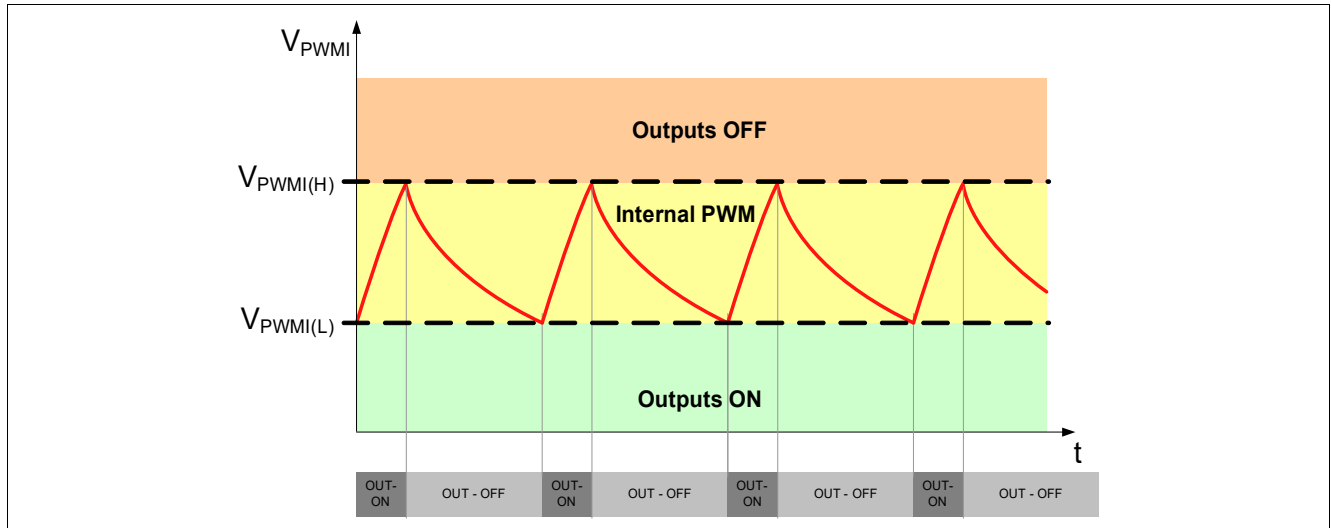 V_PWMI
Outputs OFF
V_PWMI(H)
Internal PWM
V_PWMI(L)
Outputs ON
t
OUT-
ON
OUT - OFF
OUT-
ON
OUT - OFF
OUT-
ON
OUT - OFF
OUT-
ON
OUT - OFF